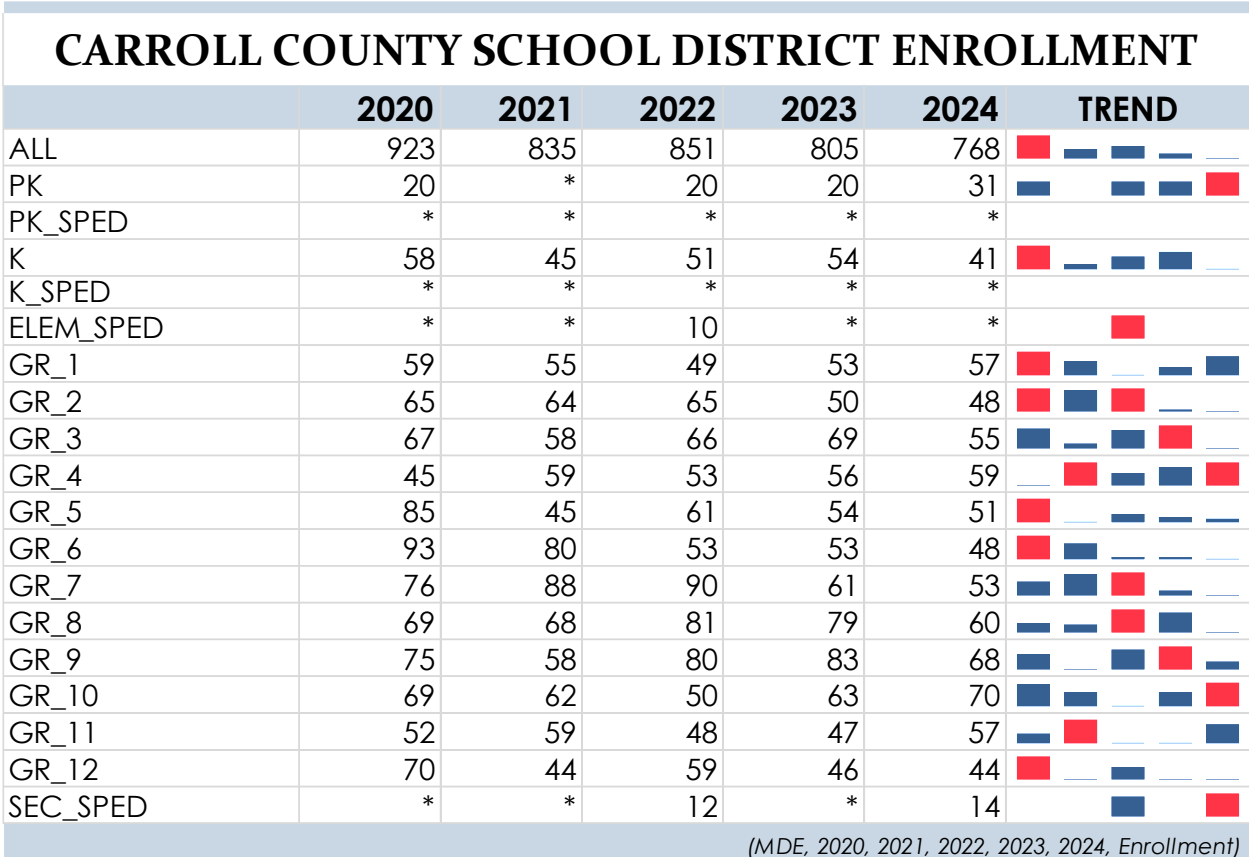 CARROLL COUNTY SCHOOL DISTRICT ENROLLMENT
2020 2021 2022 2023 2024 TREND
ALL 923 835 851 805 768
PK 20 * 20 20 31
PK_SPED * * * * *
K 58 45 51 54 41
K_SPED * * * * *
ELEM_SPED * * 10 * *
GR_1 59 55 49 53 57
GR_2 65 64 65 50 48
GR_3 67 58 66 69 55
GR_4 45 59 53 56 59
GR_5 85 45 61 54 51
GR_6 93 80 53 53 48
GR_7 76 88 90 61 53
GR_8 69 68 81 79 60
GR_9 75 58 80 83 68
GR_10 69 62 50 63 70
GR_11 52 59 48 47 57
GR_12 70 44 59 46 44
SEC_SPED * * 12 * 14
(MDE, 2020, 2021, 2022, 2023, 2024, Enrollment)